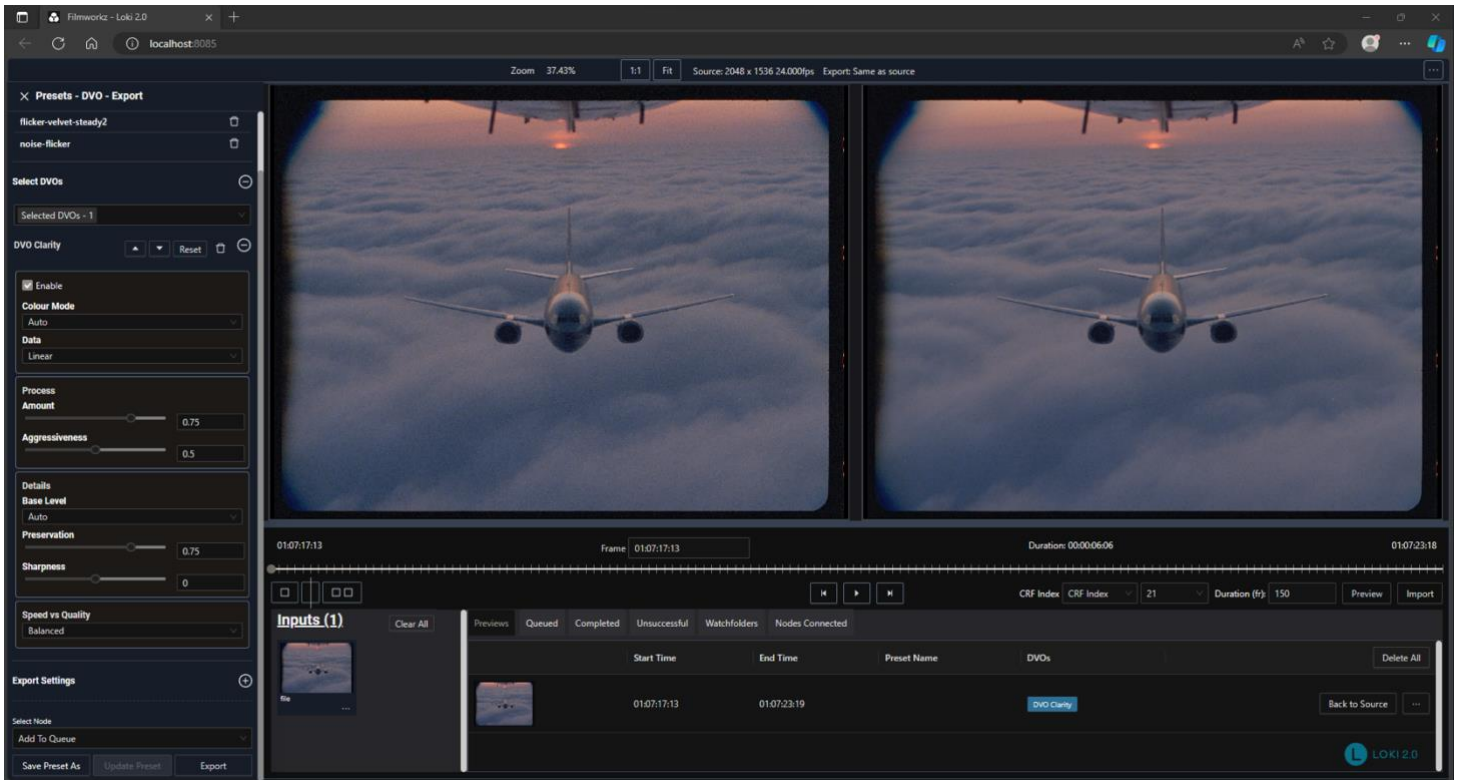 Filmworkz - Loki 2.0
localhost:8085
Zoom 37.43% 1:1 Fit Source: 2048 x 1536 24.000fps Export: Same as source
Presets - DVO - Export
flicker-velvet-steady2
noise-flicker
Select DVOs
Selected DVOs - 1
DVO Clarity Reset
Enable
Colour Mode
Auto
Data
Linear
Process
Amount
0.75
Aggressiveness
0.5
Details
Base Level
Auto
Preservation
0.75
Sharpness
0
Speed vs Quality
Balanced
Export Settings
Select Node
Add To Queue
Save Preset As Update Preset Export
01:07:17:13 Frame 01:07:17:13 Duration: 00:00:06:06 01:07:23:18
CRF Index CRF Index 21 Duration (fr): 150 Preview Import
Inputs (1) Clear All
file
Previews Queued Completed Unsuccessful Watchfolders Nodes Connected
Start Time End Time Preset Name DVOs Delete All
01:07:17:13 01:07:23:19 DVO Clarity Back to Source
L LOKI 2.0